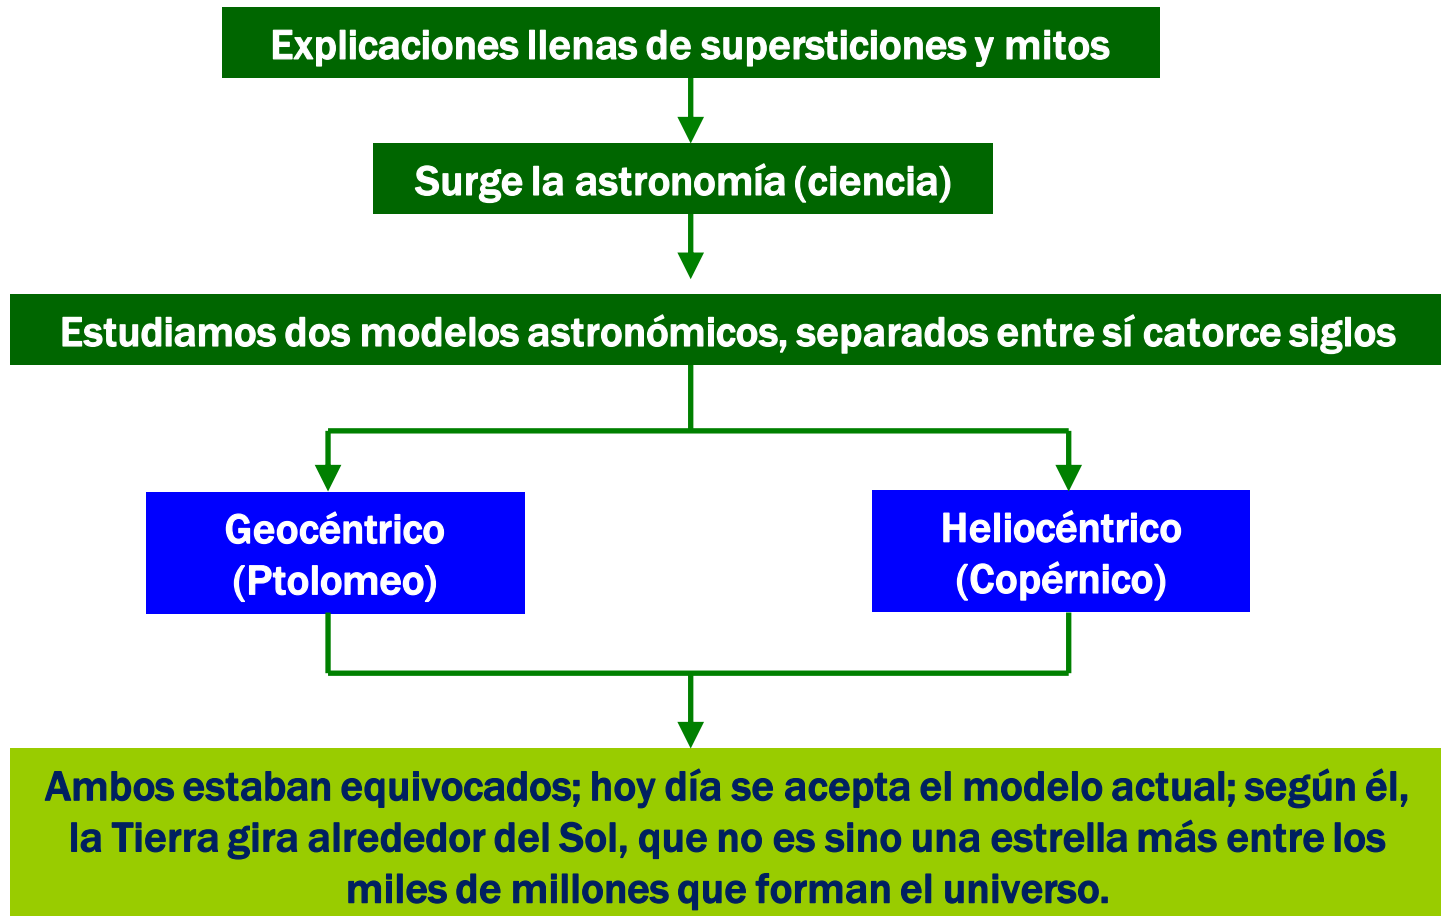 Explicaciones llenas de supersticiones y mitos
Surge la astronomía (ciencia)
Estudiamos dos modelos astronómicos, separados entre sí catorce siglos
Geocéntrico
(Ptolomeo)
Heliocéntrico
(Copérnico)
Ambos estaban equivocados; hoy día se acepta el modelo actual; según él,
la Tierra gira alrededor del Sol, que no es sino una estrella más entre los
miles de millones que forman el universo.